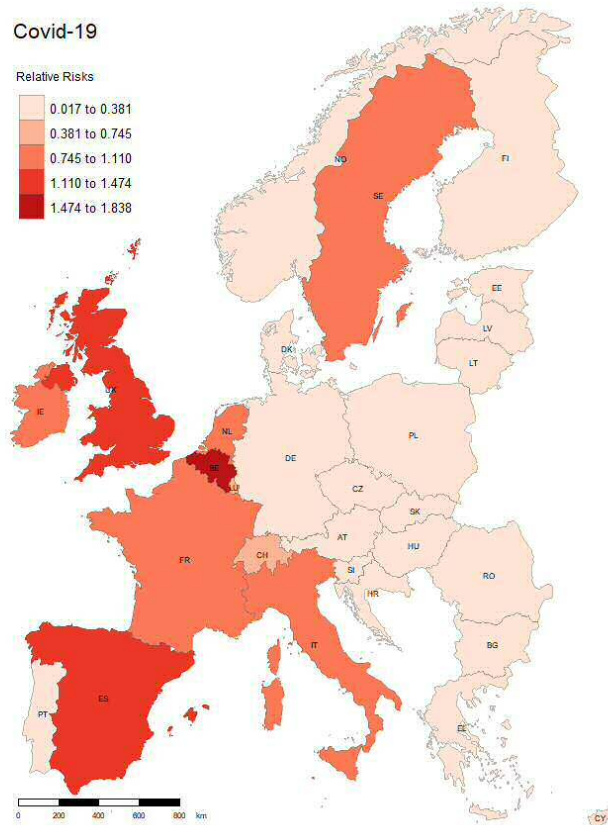 Covid-19
Relative Risks
0.017 to 0.381
0.381 to 0.745
0.745 to 1.110
1.110 to 1.474
1.474 to 1.838
NO
FI
SE
EE
LV
LT
DK
UK
IE
NL
PL
DE
BE
LU
CZ
SK
AT
HU
CH
FR
SI
HR
RO
IT
BG
ES
PT
EL
CY
0 200 400 600 800 km